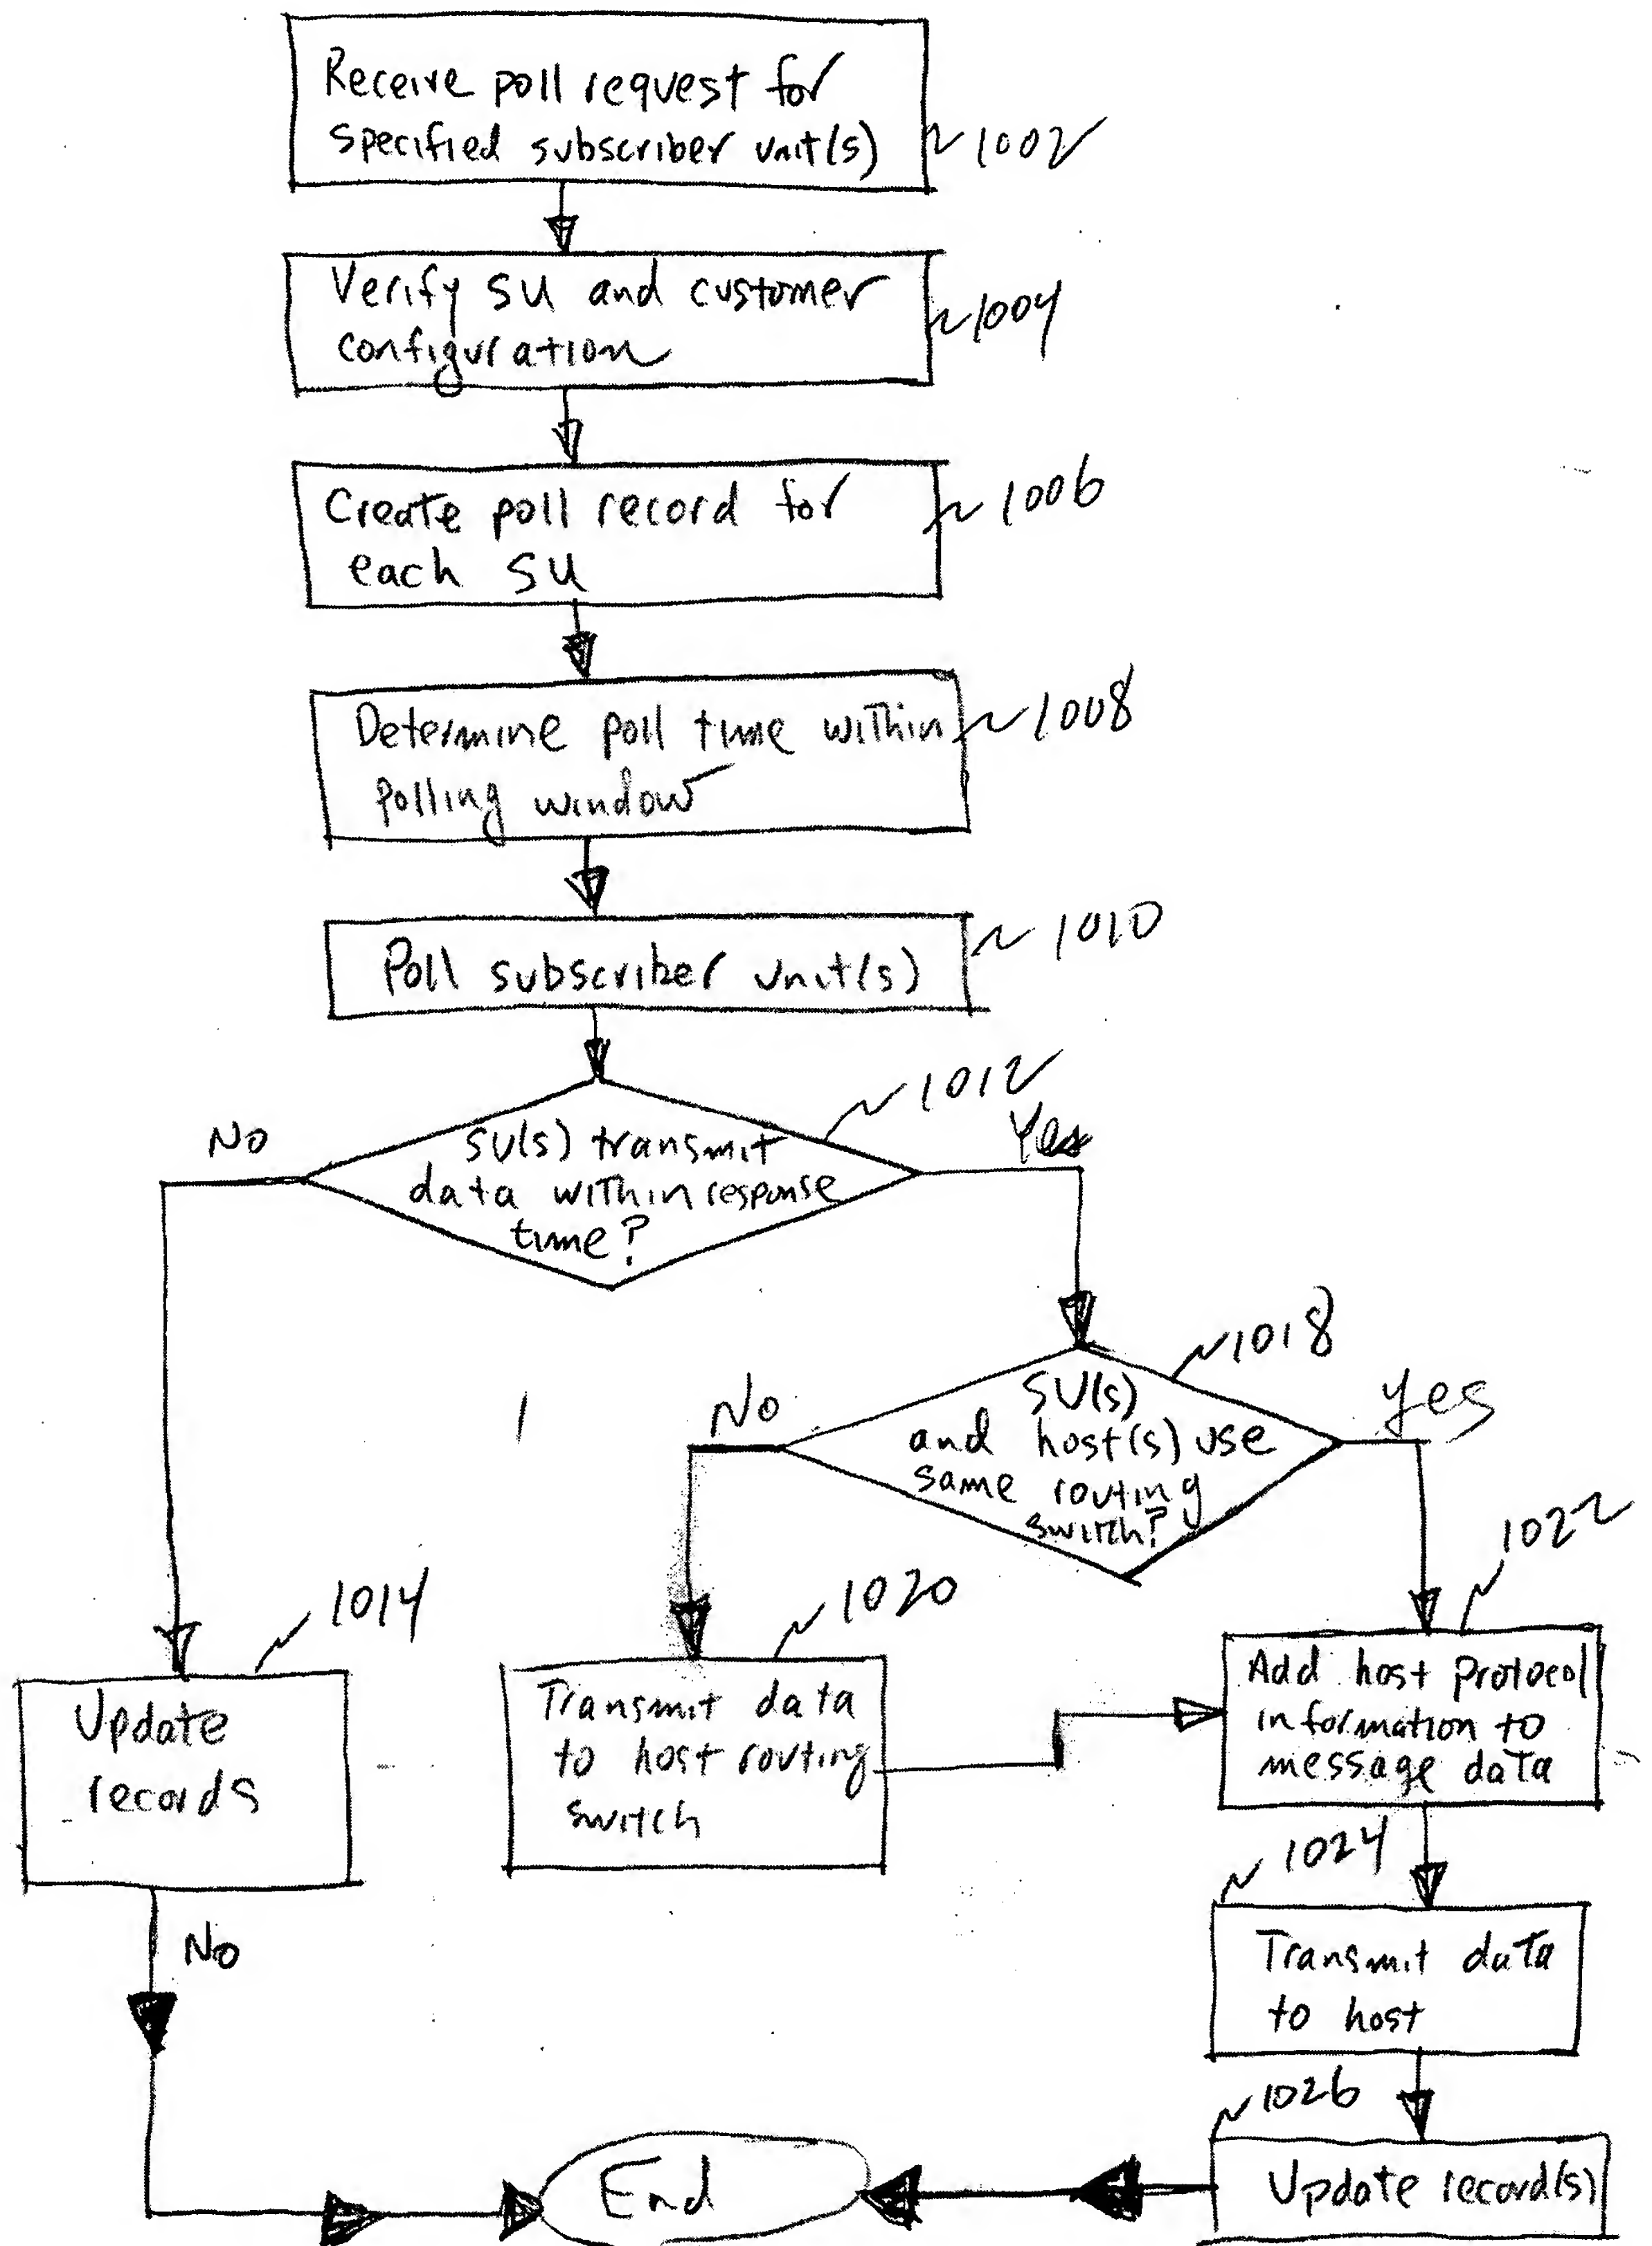 Receive poll request for
specified subscriber unit(s)
1002
Verify SU and customer
configuration
1004
Create poll record for
each SU
1006
Determine poll time within
polling window
1008
Poll subscriber unit(s)
1010
1012
No
Yes
SU(s) transmit
data within response
time?
1018
No
Yes
SU(s)
and host(s) use
same routing
switch?
1014
1020
1022
Update
records
Transmit data
to host routing
switch
Add host protocol
information to
message data
1024
No
Transmit data
to host
1026
End
Update record(s)